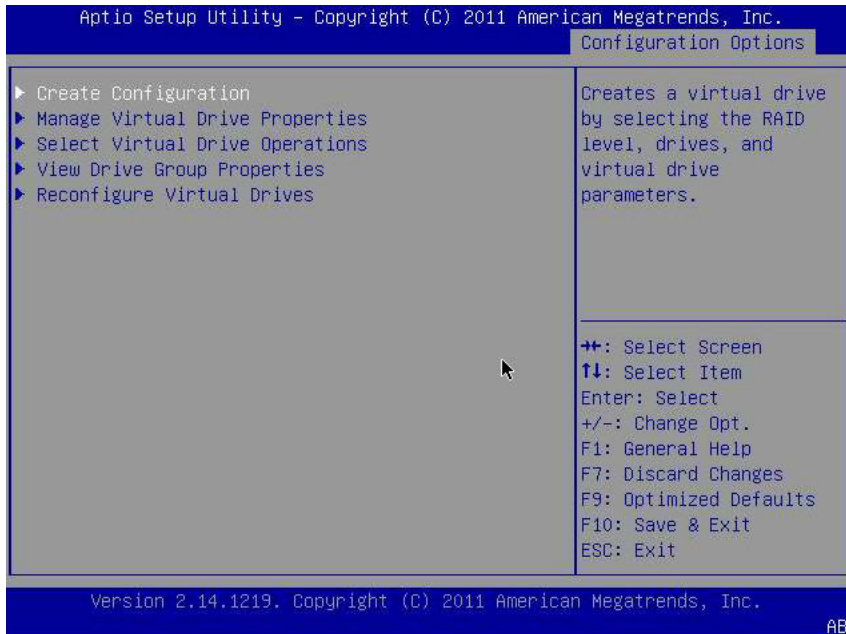 Aptio Setup Utility – Copyright (C) 2011 American Megatrends, Inc.
Configuration Options
Create Configuration
Manage Virtual Drive Properties
Select Virtual Drive Operations
View Drive Group Properties
Reconfigure Virtual Drives
Creates a virtual drive
by selecting the RAID
level, drives, and
virtual drive
parameters.
→←: Select Screen
↑↓: Select Item
Enter: Select
+/-: Change Opt.
F1: General Help
F7: Discard Changes
F9: Optimized Defaults
F10: Save & Exit
ESC: Exit
Version 2.14.1219. Copyright (C) 2011 American Megatrends, Inc.
AB